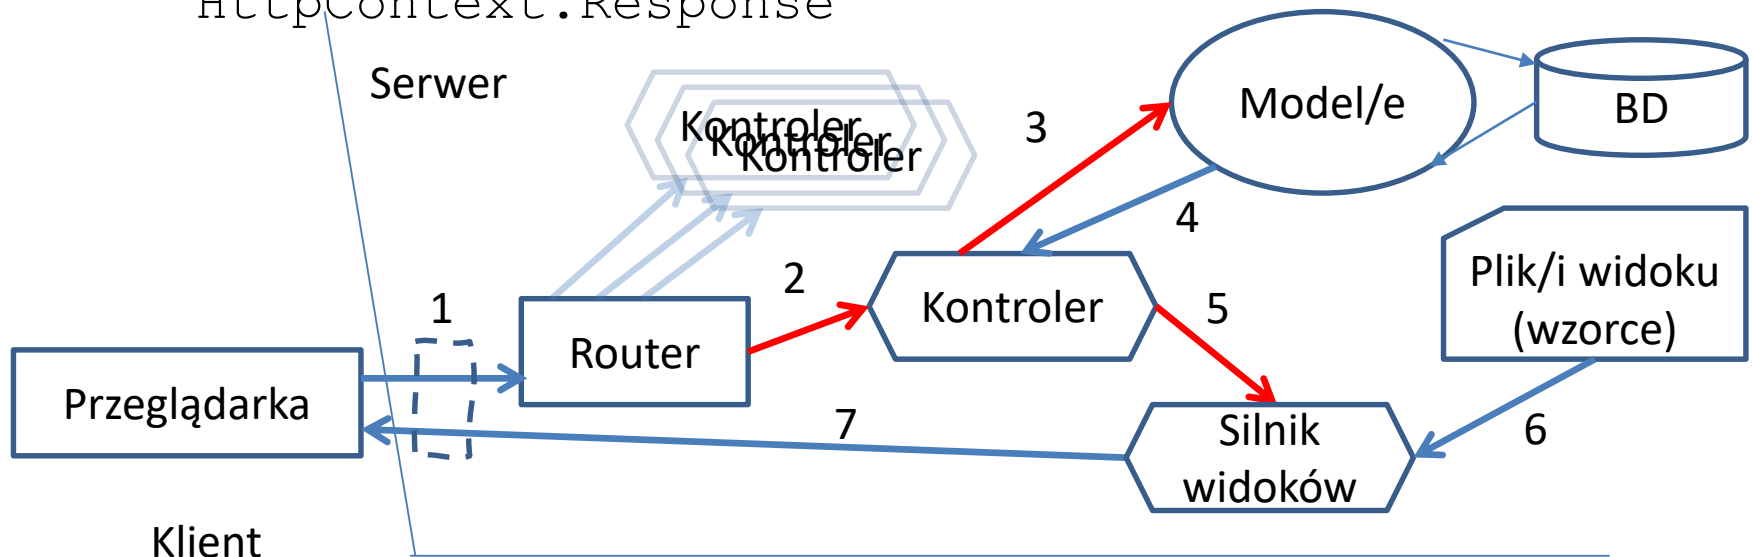 HttpContext.Response
Serwer
Kontroler
Kontroler
Kontroler
3
Model/e
BD
4
2
Kontroler
5
Plik/i widoku
(wzorce)
1
Router
Przeglądarka
7
Silnik
widoków
6
Klient